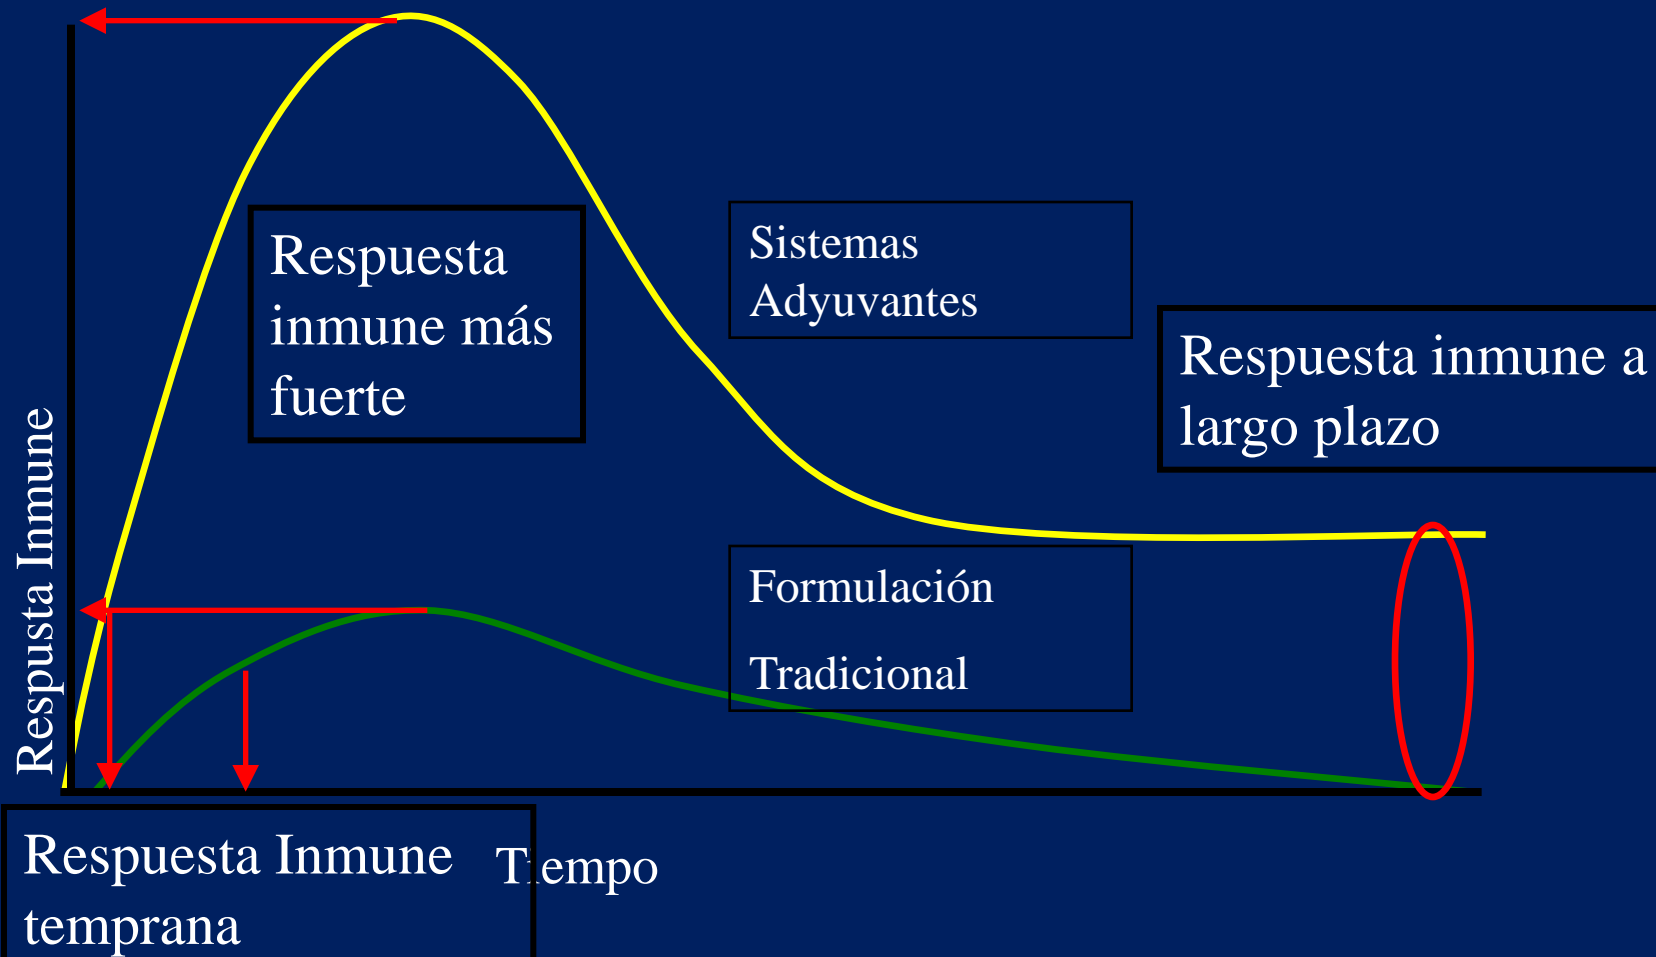 Respuesta
inmune más
fuerte
Sistemas
Adyuvantes
Respuesta inmune a
largo plazo
Respusta Inmune
Formulación
Tradicional
Respuesta Inmune
temprana
Tiempo